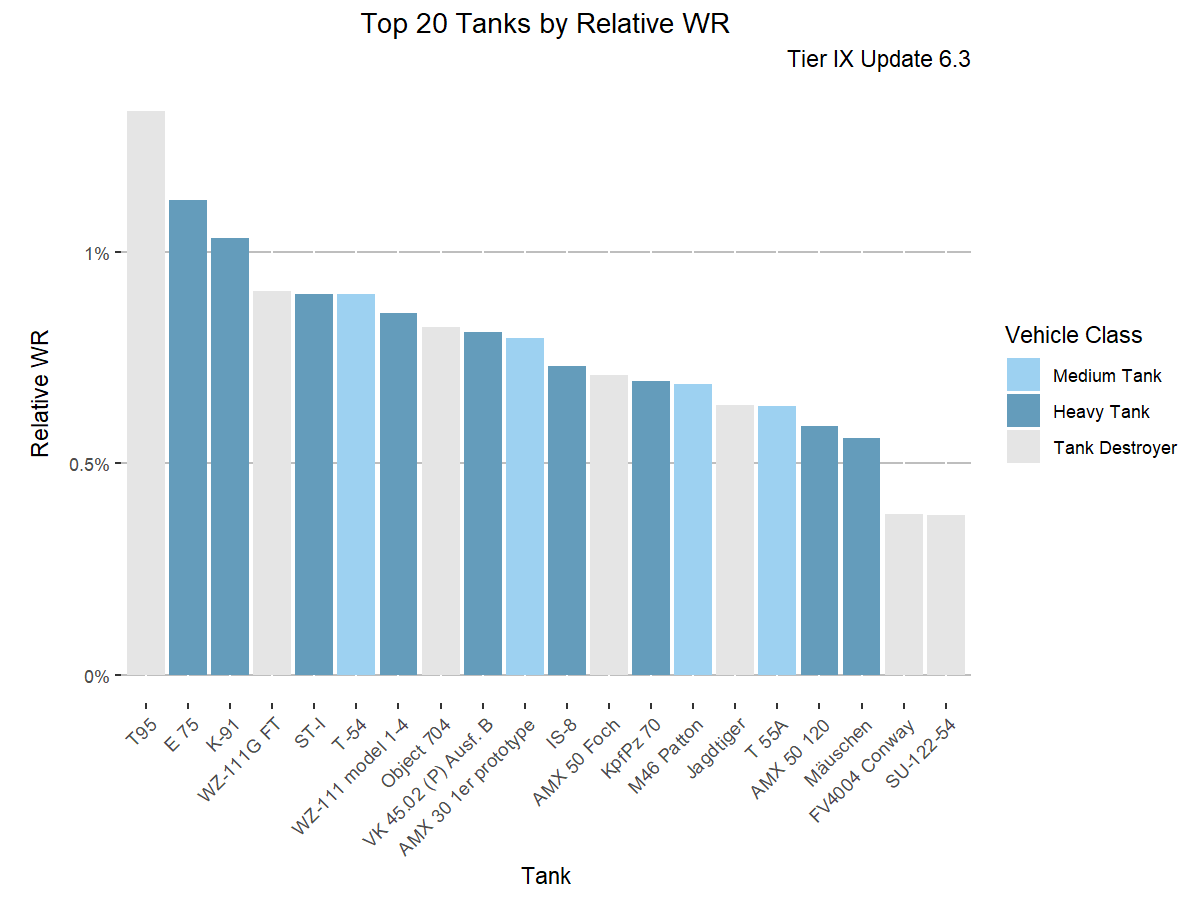 Top 20 Tanks by Relative WR
Tier IX Update 6.3
Relative WR
1%
0.5%
0%
T95
E 75
K-91
WZ-111G FT
ST-I
T-54
WZ-111 model 1-4
Object 704
VK 45.02 (P) Ausf. B
AMX 30 1er prototype
IS-8
AMX 50 Foch
KpfPz 70
M46 Patton
Jagdtiger
T 55A
AMX 50 120
Mäuschen
FV4004 Conway
SU-122-54
Tank
Vehicle Class
Medium Tank
Heavy Tank
Tank Destroyer